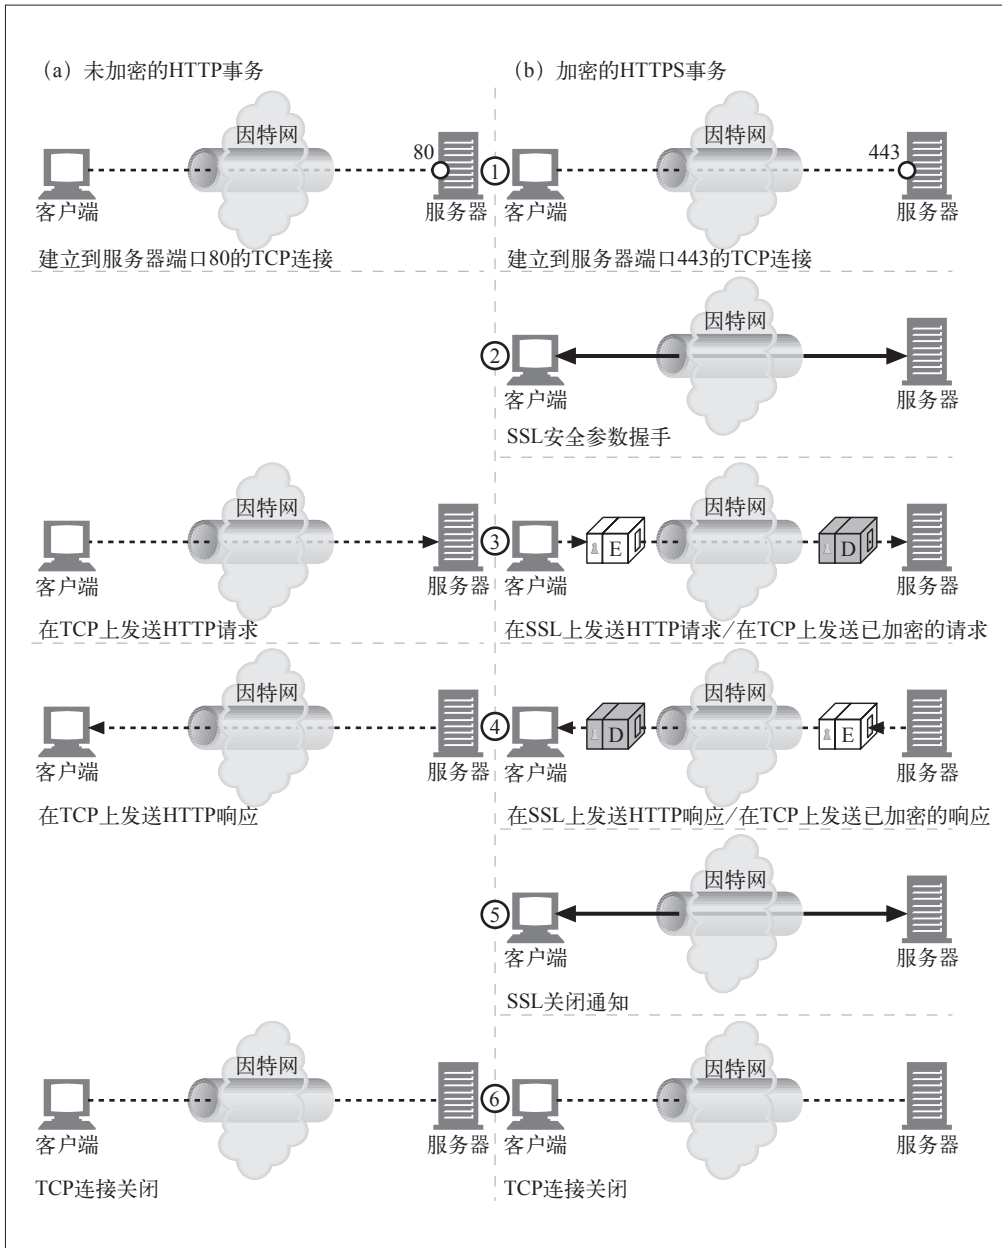 (a) 未加密的HTTP事务
(b) 加密的HTTPS事务
因特网
80
客户端
服务器
建立到服务器端口80的TCP连接
1
因特网
443
客户端
服务器
建立到服务器端口443的TCP连接
2
因特网
客户端
服务器
SSL安全参数握手
因特网
客户端
服务器
在TCP上发送HTTP请求
3
因特网
E
D
客户端
服务器
在SSL上发送HTTP请求/在TCP上发送已加密的请求
因特网
客户端
服务器
在TCP上发送HTTP响应
4
因特网
D
E
客户端
服务器
在SSL上发送HTTP响应/在TCP上发送已加密的响应
5
因特网
客户端
服务器
SSL关闭通知
因特网
客户端
服务器
TCP连接关闭
6
因特网
客户端
服务器
TCP连接关闭